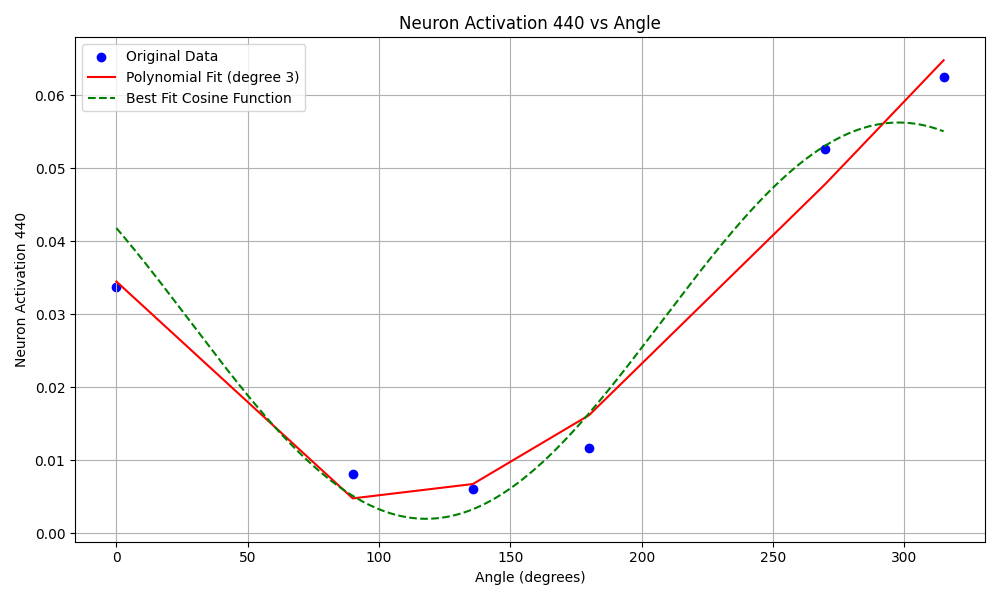 Neuron Activation 440 vs Angle
Original Data
Polynomial Fit (degree 3)
Best Fit Cosine Function
Neuron Activation 440
0.06
0.05
0.04
0.03
0.02
0.01
0.00
0 50 100 150 200 250 300
Angle (degrees)